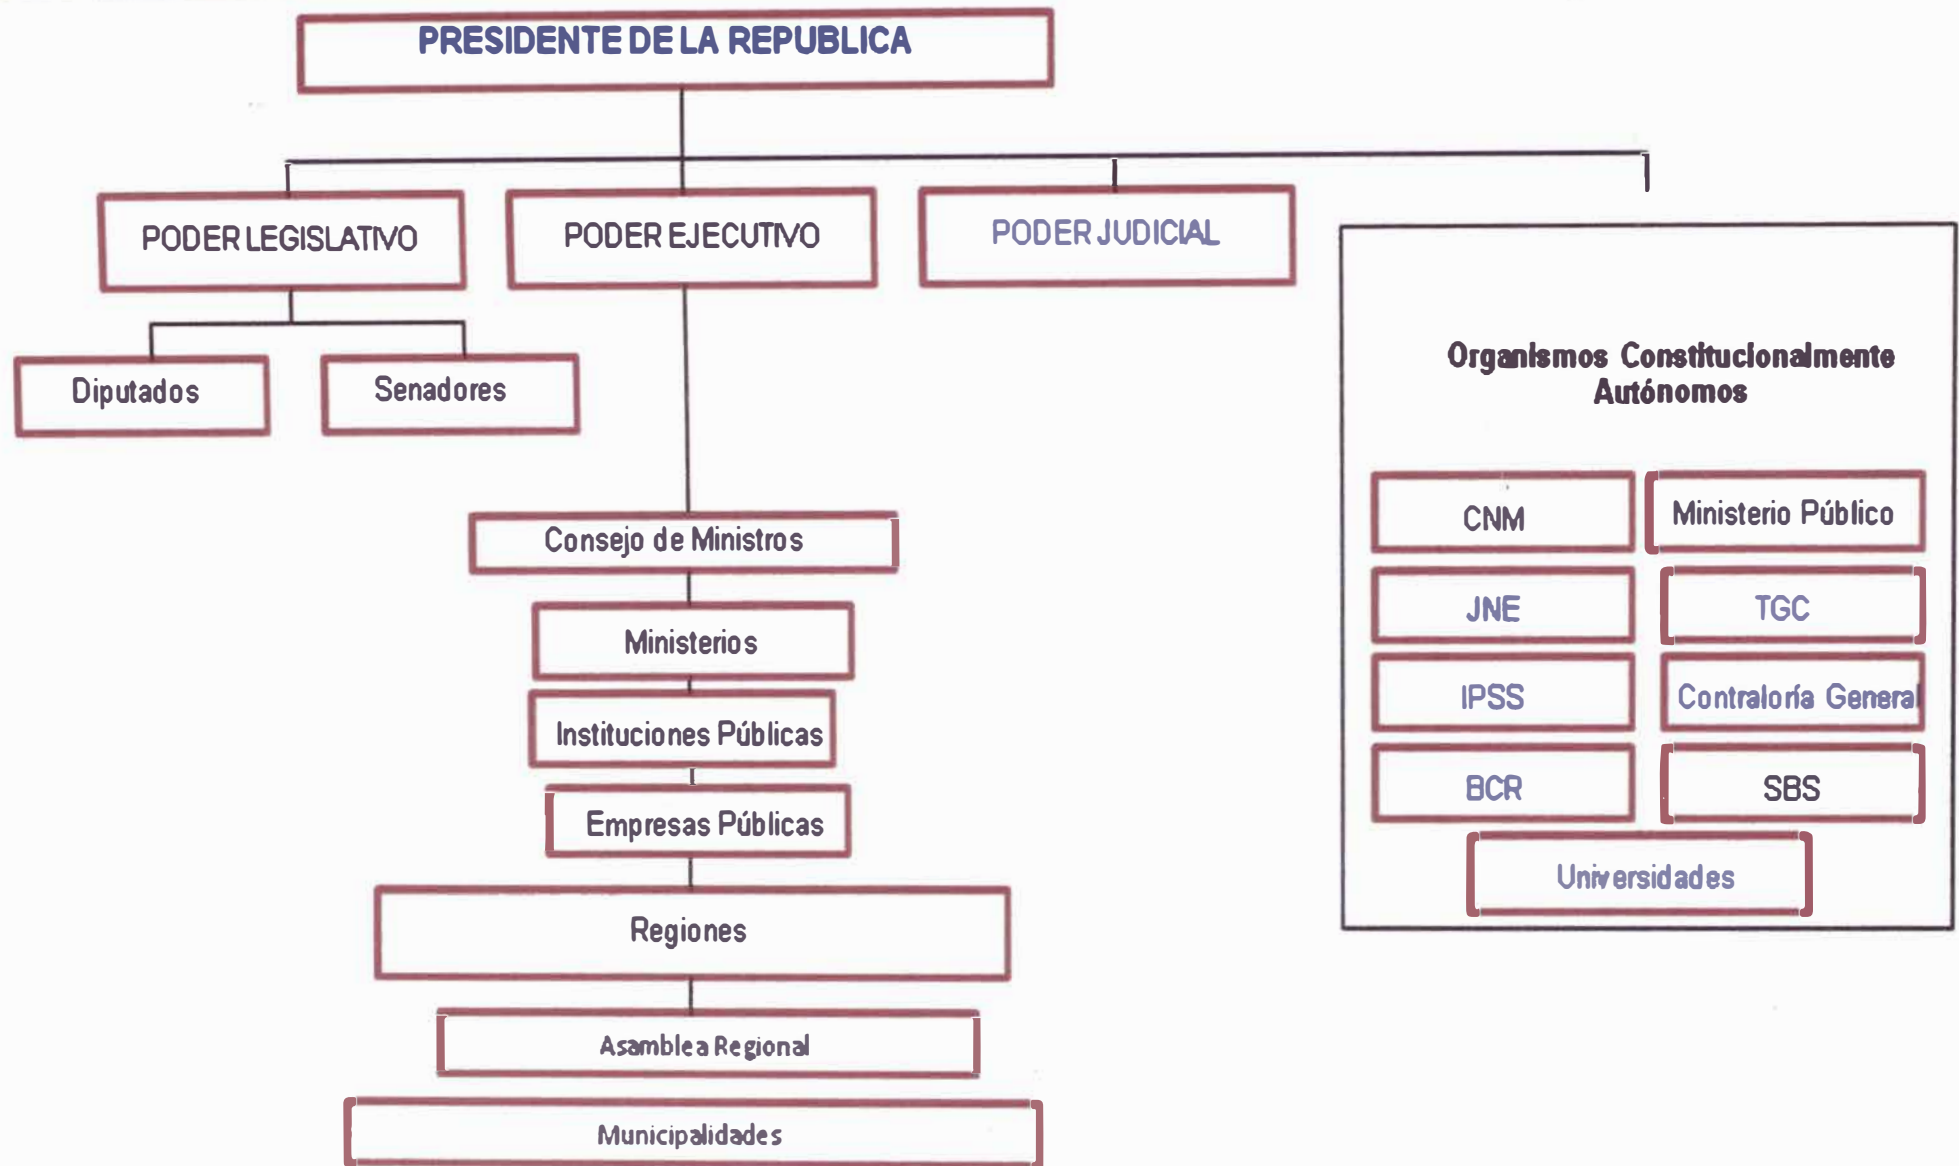 PRESIDENTE DE LA REPUBLICA
PODER LEGISLATIVO
PODER EJECUTIVO
PODER JUDICIAL
Diputados
Senadores
Consejo de Ministros
Ministerios
Instituciones Públicas
Empresas Públicas
Regiones
Asamblea Regional
Municipalidades
Organismos Constitucionalmente
Autónomos
CNM
Ministerio Público
JNE
TGC
IPSS
Contraloría General
BCR
SBS
Universidades